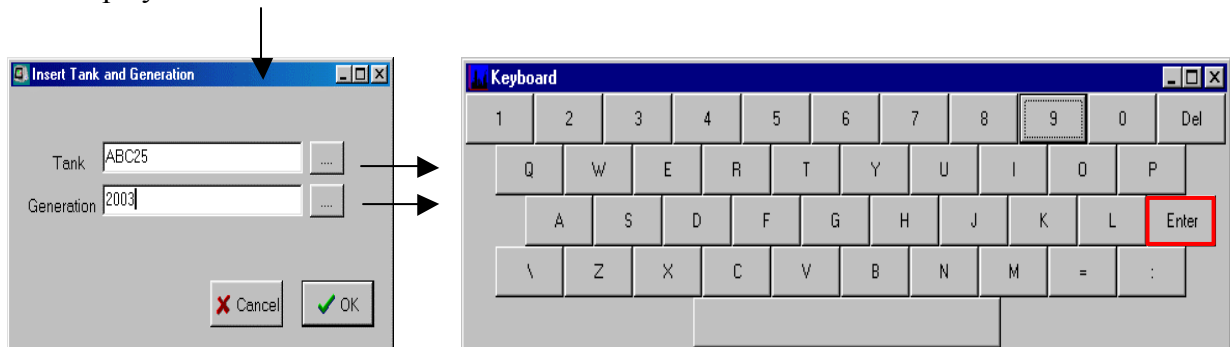 Insert Tank and Generation
Tank ABC25 ....
Generation 2003 ....
Cancel OK
Keyboard
1 2 3 4 5 6 7 8 9 0 Del
Q W E R T Y U I O P
A S D F G H J K L Enter
\ Z X C V B N M = :